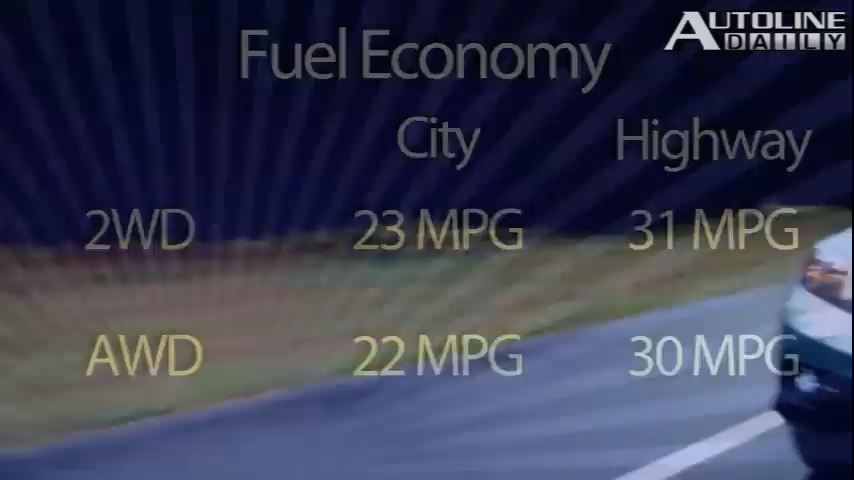 AUTOLINE
DAILY
Fuel Economy
City Highway
2WD 23 MPG 31 MPG
AWD 22 MPG 30 MPG